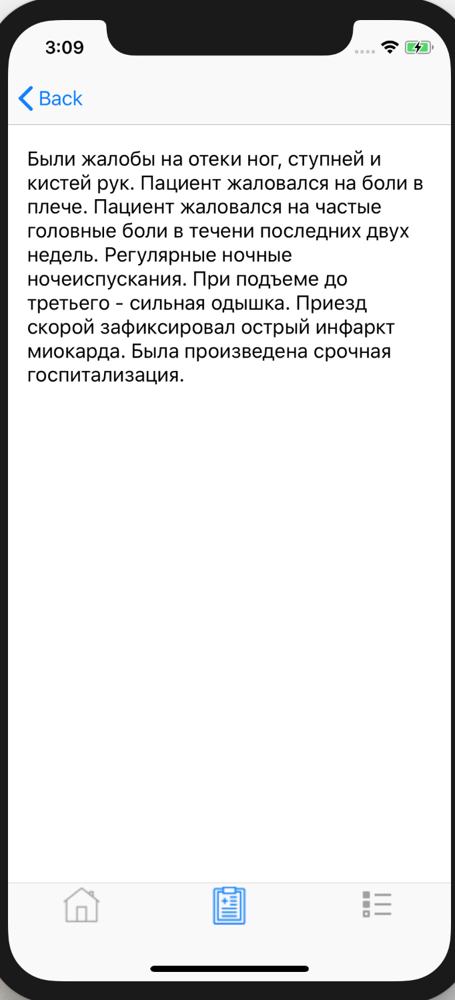 3:09
Back
Были жалобы на отеки ног, ступней и
кистей рук. Пациент жаловался на боли в
плече. Пациент жаловался на частые
головные боли в течени последних двух
недель. Регулярные ночные
ночеиспускания. При подъеме до
третьего - сильная одышка. Приезд
скорой зафиксировал острый инфаркт
миокарда. Была произведена срочная
госпитализация.